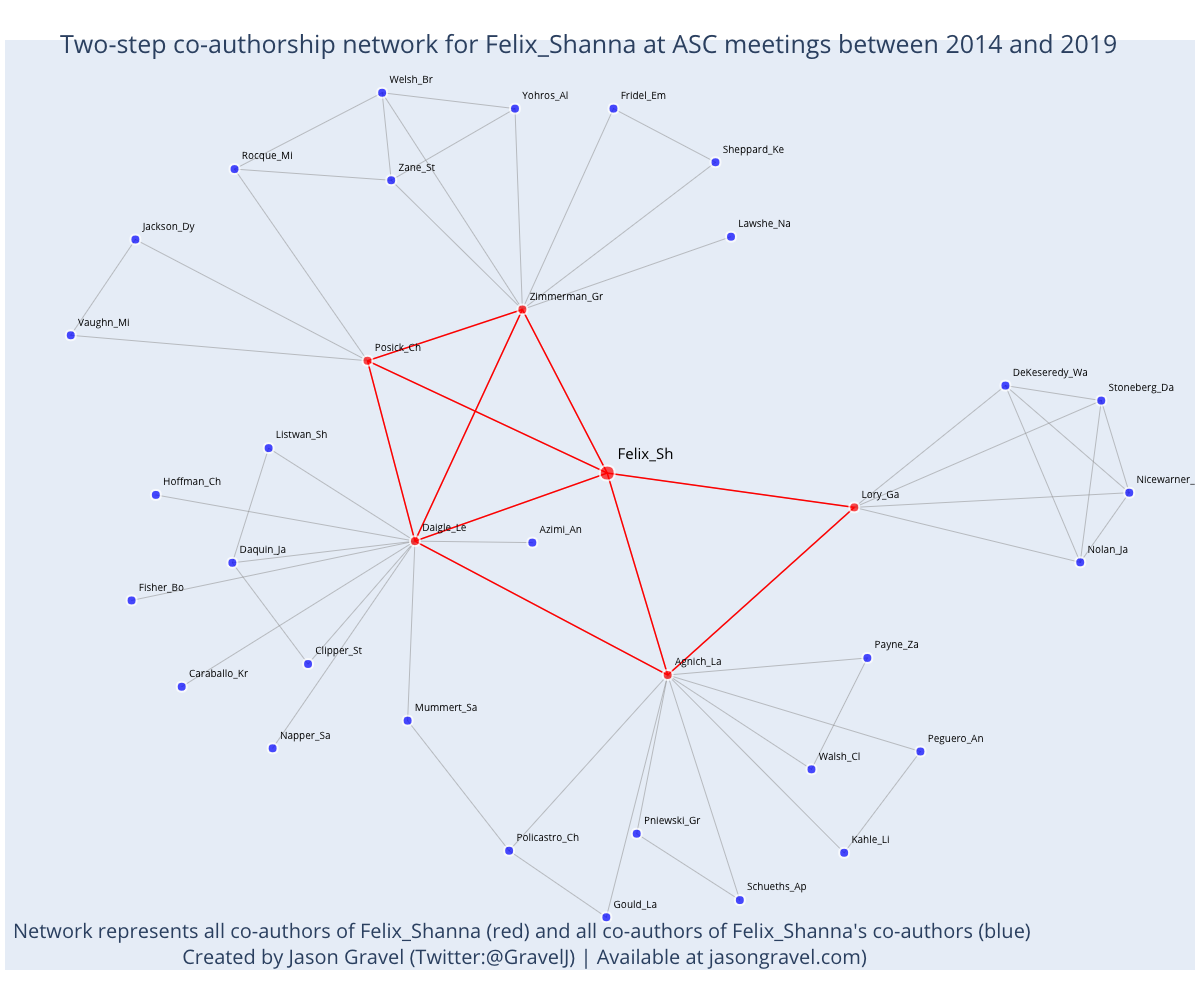 Two-step co-authorship network for Felix_Shanna at ASC meetings between 2014 and 2019
Welsh_Br
Yohros_Al
Fridel_Em
Sheppard_Ke
Rocque_Mi
Zane_St
Jackson_Dy
Lawshe_Na
Zimmerman_Gr
Vaughn_Mi
Posick_Ch
DeKeseredy_Wa
Stoneberg_Da
Listwan_Sh
Felix_Sh
Hoffman_Ch
Nicewarner_
Lory_Ga
Daigle_Le
Azimi_An
Daquin_Ja
Nolan_Ja
Fisher_Bo
Payne_Za
Clipper_St
Agnich_La
Caraballo_Kr
Mummert_Sa
Napper_Sa
Peguero_An
Walsh_Cl
Pniewski_Gr
Policastro_Ch
Kahle_Li
Schueths_Ap
Gould_La
Network represents all co-authors of Felix_Shanna (red) and all co-authors of Felix_Shanna's co-authors (blue)
Created by Jason Gravel (Twitter:@GravelJ) | Available at jasongravel.com)